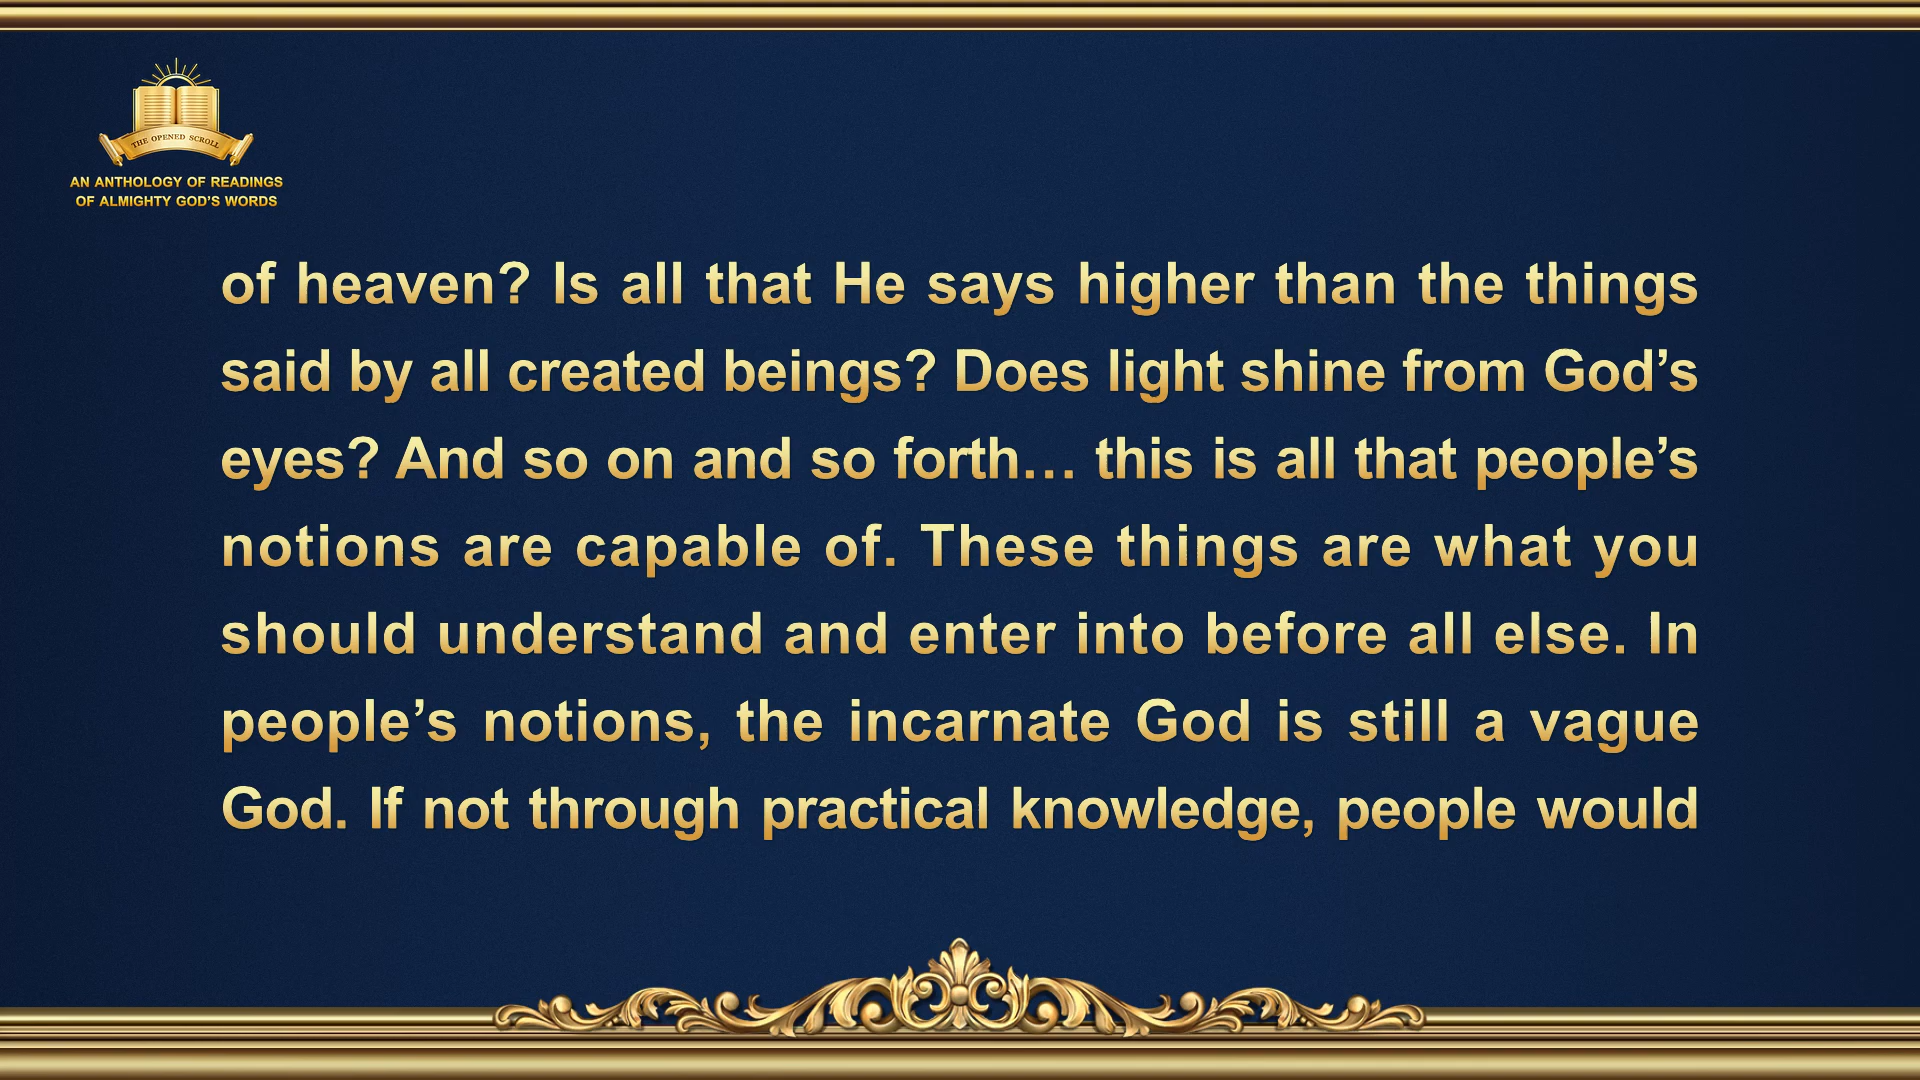 THE OPENED SCROLL
AN ANTHOLOGY OF READINGS
OF ALMIGHTY GOD’S WORDS
of heaven? Is all that He says higher than the things
said by all created beings? Does light shine from God’s
eyes? And so on and so forth… this is all that people’s
notions are capable of. These things are what you
should understand and enter into before all else. In
people’s notions, the incarnate God is still a vague
God. If not through practical knowledge, people would